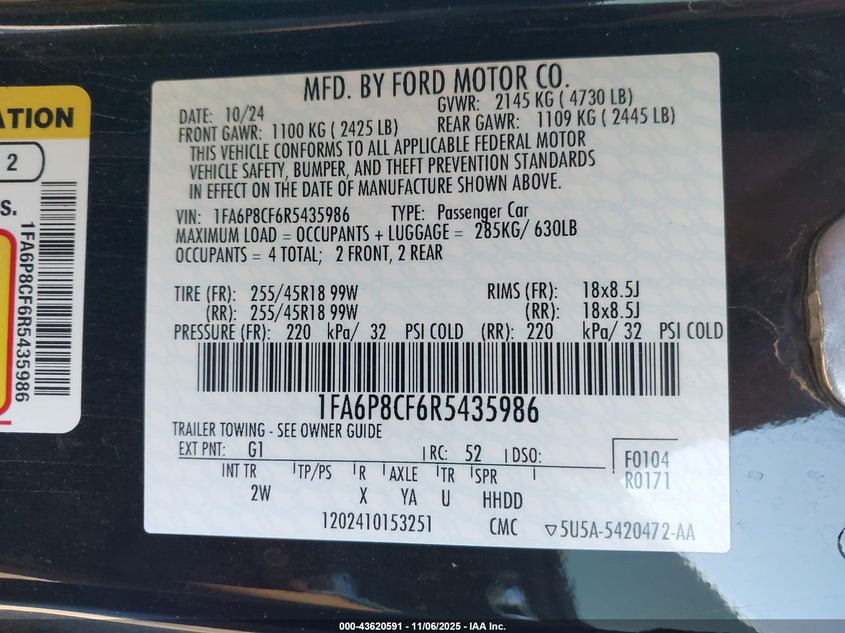 MFD. BY FORD MOTOR CO.
DATE: 10/24 GVWR: 2145 KG ( 4730 LB)
FRONT GAWR: 1100 KG ( 2425 LB) REAR GAWR: 1109 KG ( 2445 LB)
THIS VEHICLE CONFORMS TO ALL APPLICABLE FEDERAL MOTOR
VEHICLE SAFETY, BUMPER, AND THEFT PREVENTION STANDARDS
IN EFFECT ON THE DATE OF MANUFACTURE SHOWN ABOVE.
VIN: 1FA6P8CF6R5435986 TYPE: Passenger Car
MAXIMUM LOAD = OCCUPANTS + LUGGAGE = 285KG/ 630LB
OCCUPANTS = 4 TOTAL; 2 FRONT, 2 REAR
TIRE (FR): 255/45R18 99W RIMS (FR): 18x8.5J
(RR): 255/45R18 99W (RR): 18x8.5J
PRESSURE (FR): 220 kPa/ 32 PSI COLD (RR): 220 kPa/ 32 PSI COLD
1FA6P8CF6R5435986
TRAILER TOWING - SEE OWNER GUIDE
EXT PNT: G1 RC: 52 DSO:
F0104
R0171
INT TR TP/PS R AXLE TR SPR
2W X YA U HHDD
1202410153251 CMC ▽5U5A-5420472-AA
ATION
2
S.
1FA6P8CF6R5435986
000-43620591 - 11/06/2025 - IAA Inc.